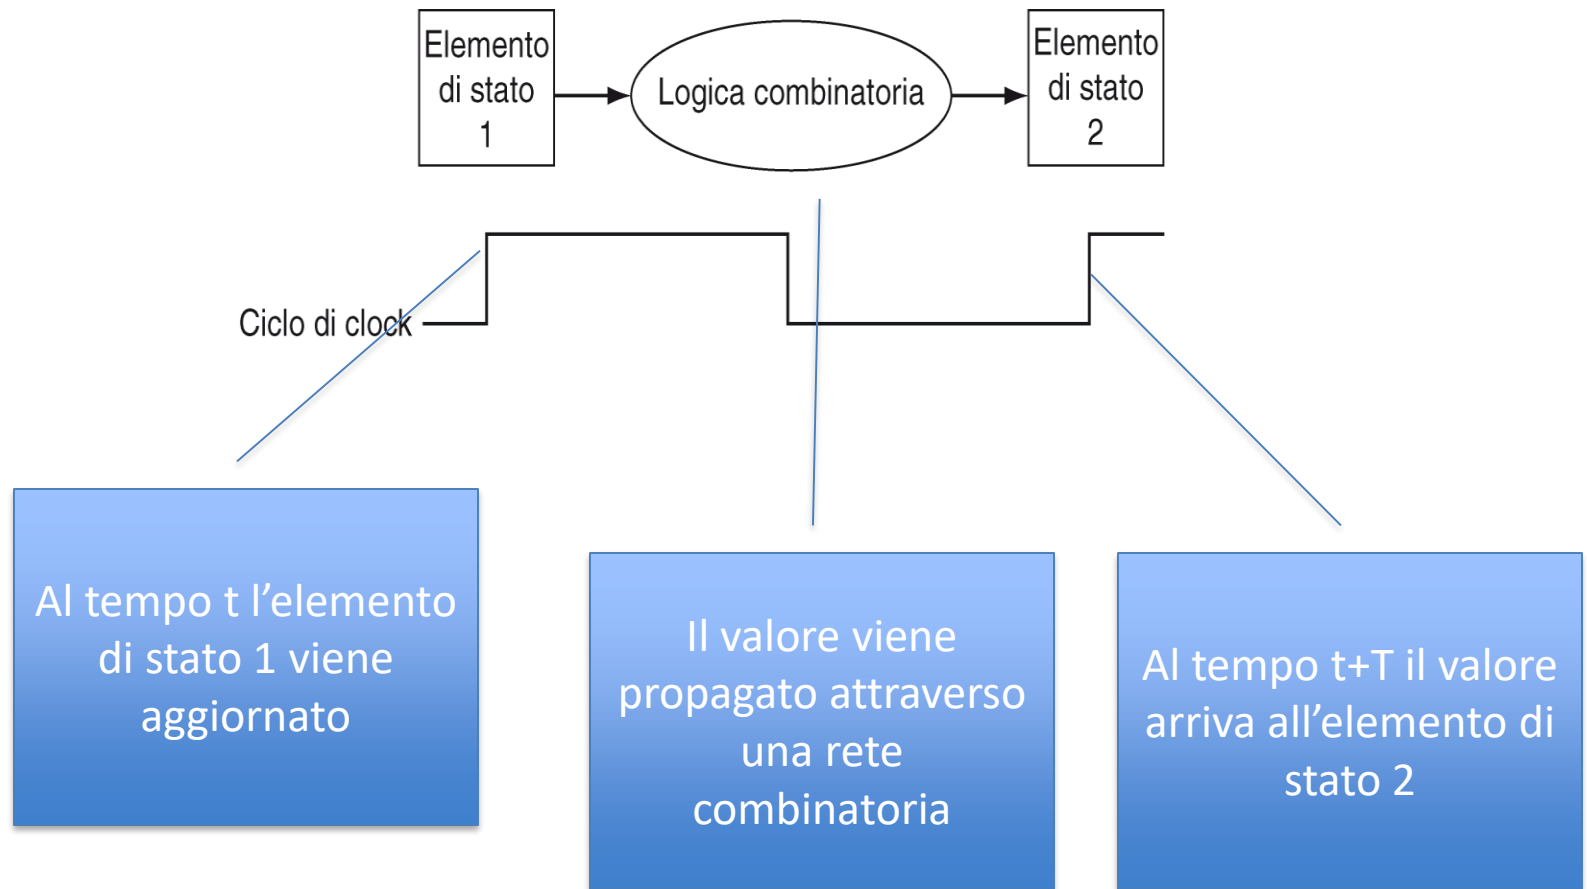 Elemento
di stato
1
Logica combinatoria
Elemento
di stato
2
Ciclo di clock
Al tempo t l’elemento
di stato 1 viene
aggiornato
Il valore viene
propagato attraverso
una rete
combinatoria
Al tempo t+T il valore
arriva all’elemento di
stato 2